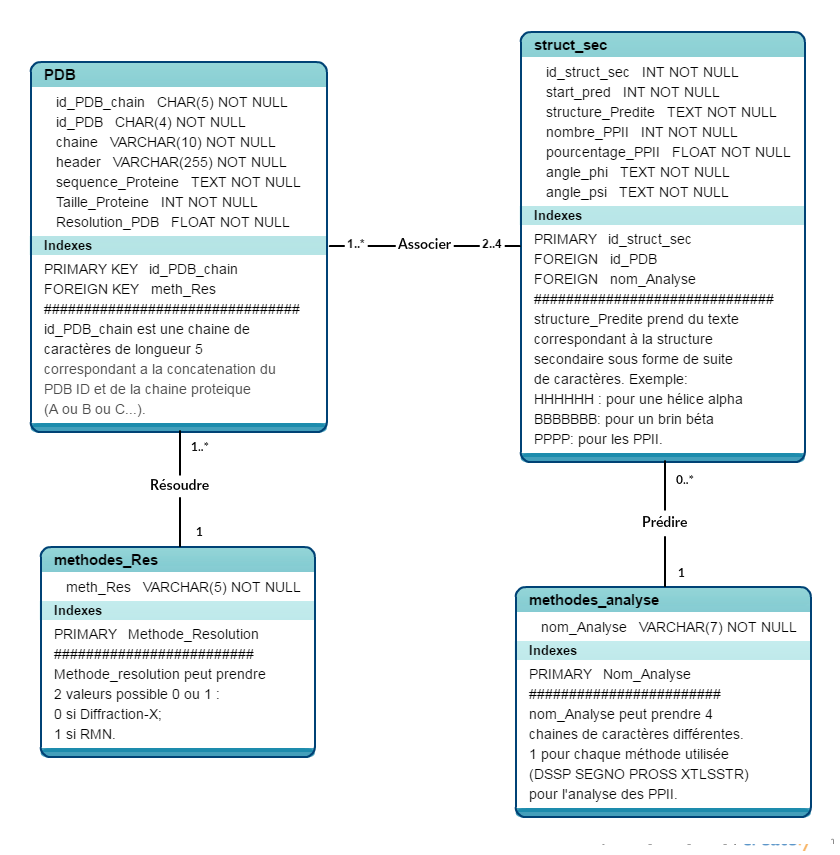 PDB
id_PDB_chain CHAR(5) NOT NULL
id_PDB CHAR(4) NOT NULL
chaine VARCHAR(10) NOT NULL
header VARCHAR(255) NOT NULL
sequence_Proteine TEXT NOT NULL
Taille_Proteine INT NOT NULL
Resolution_PDB FLOAT NOT NULL
Indexes
PRIMARY KEY id_PDB_chain
FOREIGN KEY meth_Res
################################
id_PDB_chain est une chaine de
caractères de longueur 5
correspondant a la concatenation du
PDB ID et de la chaine proteique
(A ou B ou C...).
1..*
Associer
2..4
struct_sec
id_struct_sec INT NOT NULL
start_pred INT NOT NULL
structure_Predite TEXT NOT NULL
nombre_PPII INT NOT NULL
pourcentage_PPII FLOAT NOT NULL
angle_phi TEXT NOT NULL
angle_psi TEXT NOT NULL
Indexes
PRIMARY id_struct_sec
FOREIGN id_PDB
FOREIGN nom_Analyse
##############################
structure_Predite prend du texte
correspondant à la structure
secondaire sous forme de suite
de caractères. Exemple:
HHHHHH : pour une hélice alpha
BBBBBBB: pour un brin béta
PPPP: pour les PPII.
1..*
Résoudre
1
methodes_Res
meth_Res VARCHAR(5) NOT NULL
Indexes
PRIMARY Methode_Resolution
#########################
Methode_resolution peut prendre
2 valeurs possible 0 ou 1 :
0 si Diffraction-X;
1 si RMN.
0..*
Prédire
1
methodes_analyse
nom_Analyse VARCHAR(7) NOT NULL
Indexes
PRIMARY Nom_Analyse
########################
nom_Analyse peut prendre 4
chaines de caractères différentes.
1 pour chaque méthode utilisée
(DSSP SEGNO PROSS XTLSSTR)
pour l'analyse des PPII.